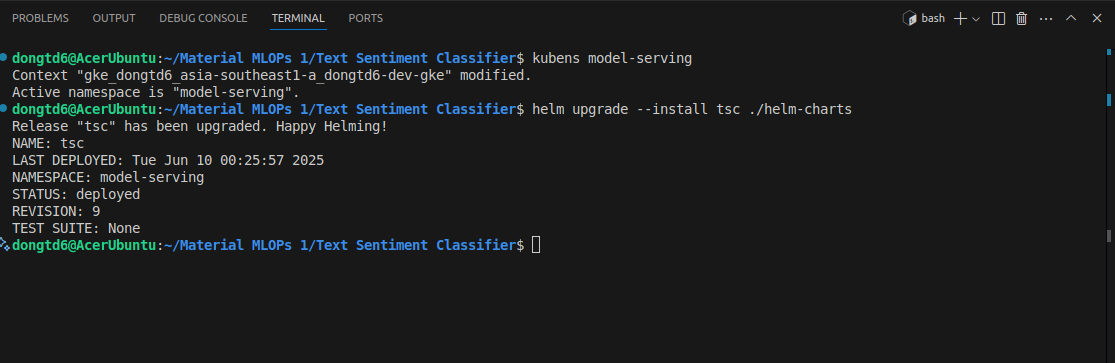 PROBLEMS OUTPUT DEBUG CONSOLE TERMINAL PORTS bash
dongtd6@AcerUbuntu:~/Material MLOPs 1/Text Sentiment Classifier$ kubens model-serving
Context "gke_dongtd6_asia-southeast1-a_dongtd6-dev-gke" modified.
Active namespace is "model-serving".
dongtd6@AcerUbuntu:~/Material MLOPs 1/Text Sentiment Classifier$ helm upgrade --install tsc ./helm-charts
Release "tsc" has been upgraded. Happy Helming!
NAME: tsc
LAST DEPLOYED: Tue Jun 10 00:25:57 2025
NAMESPACE: model-serving
STATUS: deployed
REVISION: 9
TEST SUITE: None
dongtd6@AcerUbuntu:~/Material MLOPs 1/Text Sentiment Classifier$